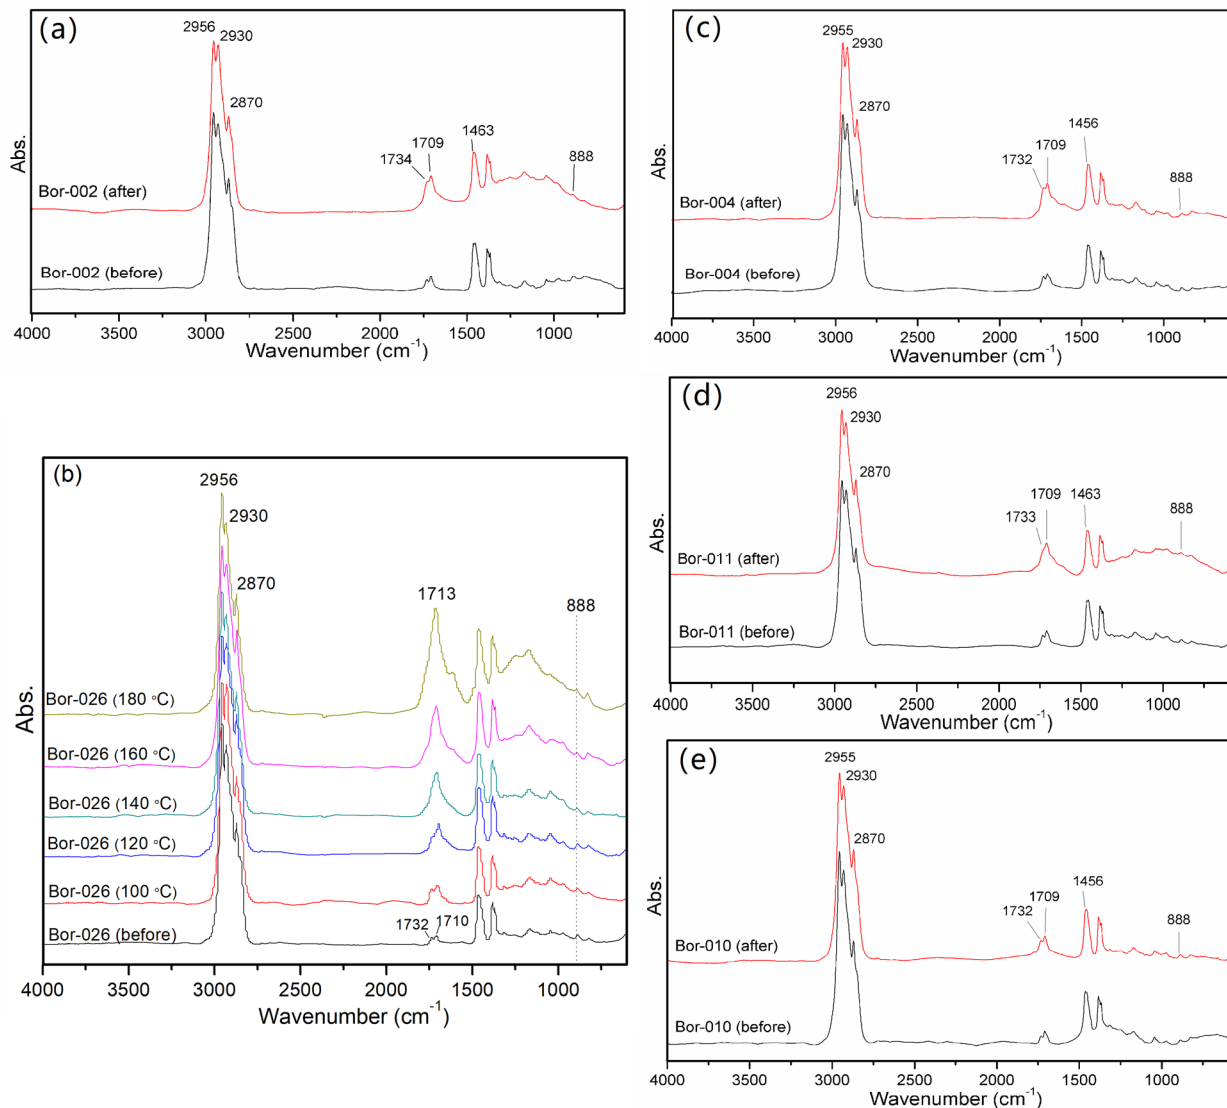 (a)
2956
2930
2870
1734
1709
1463
888
Bor-002 (after)
Bor-002 (before)
Abs.
4000
3500
3000
2500
2000
1500
1000
Wavenumber (cm⁻¹)
(c)
2955
2930
2870
1732
1709
1456
888
Bor-004 (after)
Bor-004 (before)
Abs.
4000
3500
3000
2500
2000
1500
1000
Wavenumber (cm⁻¹)
(b)
2956
2930
2870
1713
888
Bor-026 (180 °C)
Bor-026 (160 °C)
Bor-026 (140 °C)
Bor-026 (120 °C)
Bor-026 (100 °C)
Bor-026 (before)
1732
1710
Abs.
4000
3500
3000
2500
2000
1500
1000
Wavenumber (cm⁻¹)
(d)
2956
2930
2870
1733
1709
1463
888
Bor-011 (after)
Bor-011 (before)
Abs.
4000
3500
3000
2500
2000
1500
1000
Wavenumber (cm⁻¹)
(e)
2955
2930
2870
1732
1709
1456
888
Bor-010 (after)
Bor-010 (before)
Abs
4000
3500
3000
2500
2000
1500
1000
Wavenumber (cm⁻¹)